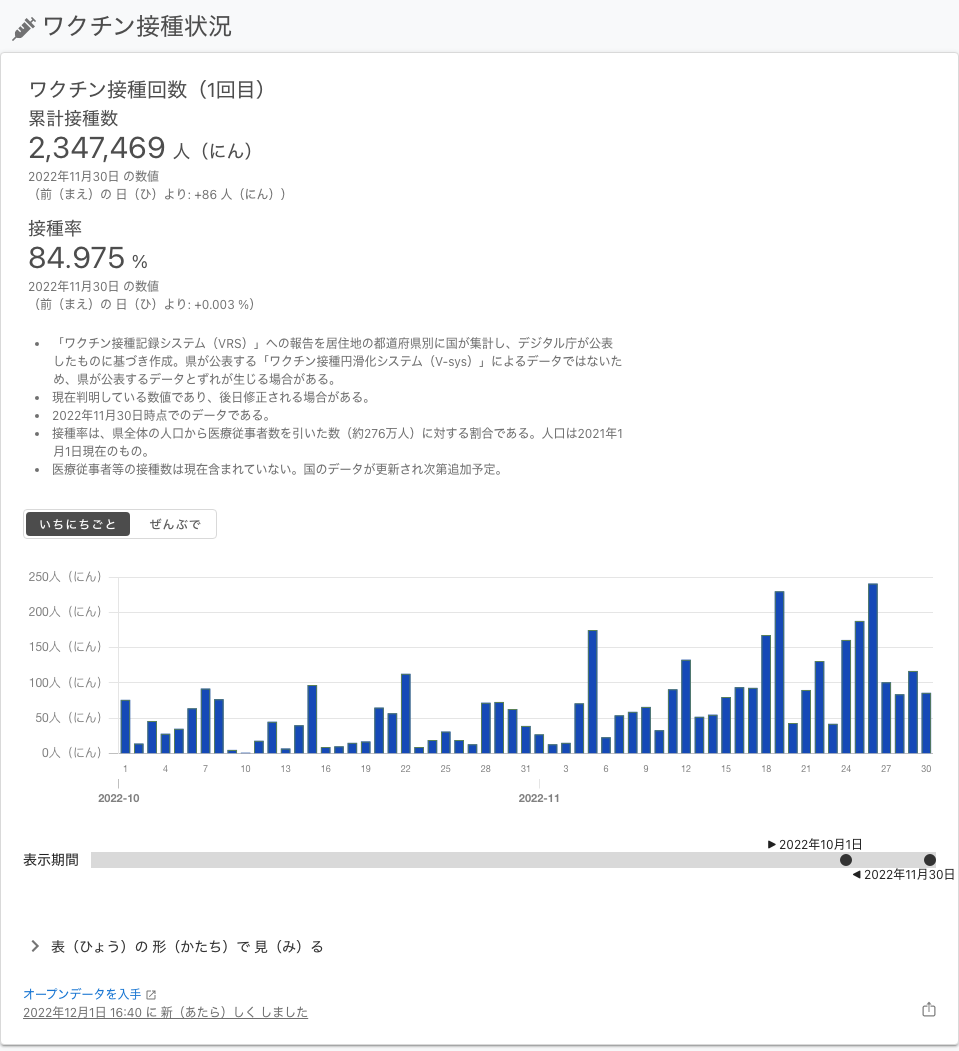 ワクチン接種状況
ワクチン接種回数（1回目）
累計接種数
2,347,469 人（にん）
2022年11月30日 の数値
（前（まえ）の 日（ひ）より: +86 人（にん））
接種率
84.975 %
2022年11月30日 の数値
（前（まえ）の 日（ひ）より: +0.003 %）
• 「ワクチン接種記録システム（VRS）」への報告を居住地の都道府県別に国が集計し、デジタル庁が公表
したものに基づき作成。県が公表する「ワクチン接種円滑化システム（V-sys）」によるデータではないた
め、県が公表するデータとずれが生じる場合がある。
• 現在判明している数値であり、後日修正される場合がある。
• 2022年11月30日時点でのデータである。
• 接種率は、県全体の人口から医療従事者数を引いた数（約276万人）に対する割合である。人口は2021年1
月1日現在のもの。
• 医療従事者等の接種数は現在含まれていない。国のデータが更新され次第追加予定。
いちにちごと ぜんぶで
250人（にん）
200人（にん）
150人（にん）
100人（にん）
50人（にん）
0人（にん）
1 4 7 10 13 16 19 22 25 28 31 3 6 9 12 15 18 21 24 27 30
2022-10 2022-11
▶ 2022年10月1日
表示期間
◀ 2022年11月30日
表（ひょう）の 形（かたち）で 見（み）る
オープンデータを入手
2022年12月1日 16:40 に 新（あたら）しく しました